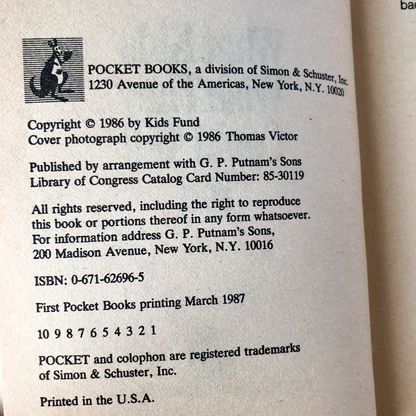 POCKET BOOKS, a division of Simon & Schuster, Inc.
1230 Avenue of the Americas, New York, N.Y. 10020
Copyright © 1986 by Kids Fund
Cover photograph copyright © 1986 Thomas Victor
Published by arrangement with G. P. Putnam's Sons
Library of Congress Catalog Card Number: 85-30119
All rights reserved, including the right to reproduce
this book or portions thereof in any form whatsoever.
For information address G. P. Putnam's Sons,
200 Madison Avenue, New York, N.Y. 10016
ISBN: 0-671-62696-5
First Pocket Books printing March 1987
10 9 8 7 6 5 4 3 2 1
POCKET and colophon are registered trademarks
of Simon & Schuster, Inc.
Printed in the U.S.A.